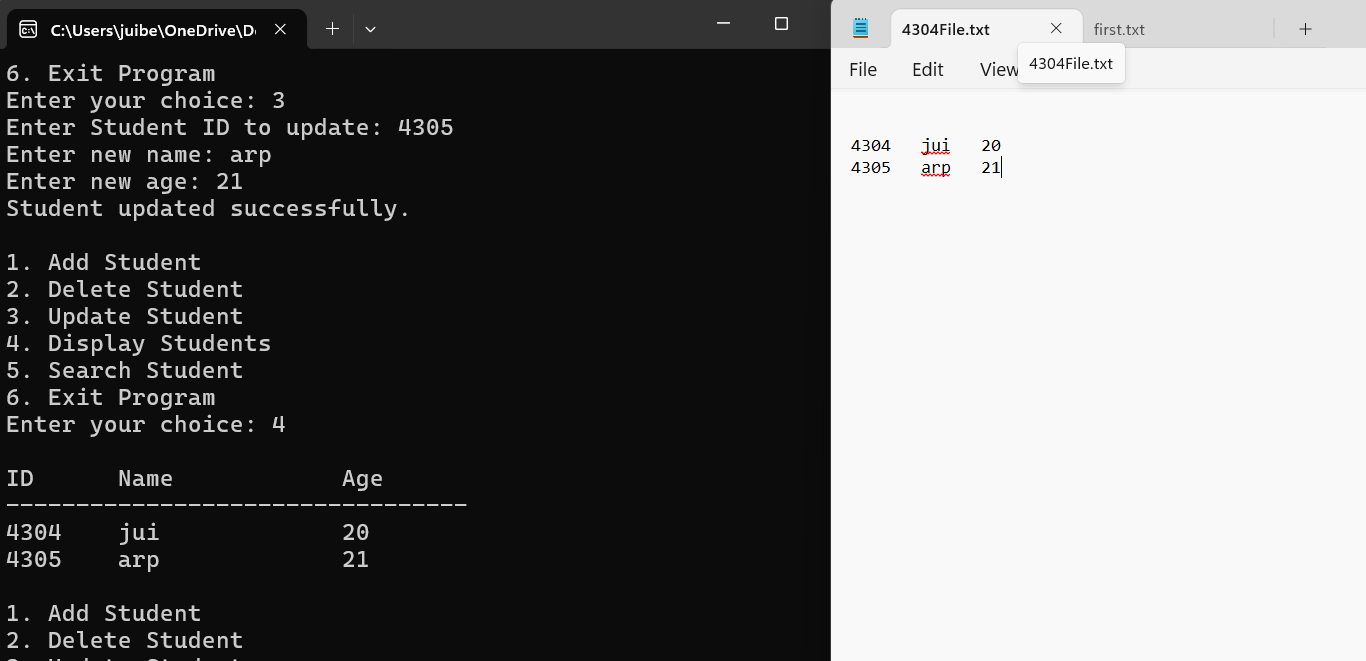 C:\Users\juibe\OneDrive\D
6. Exit Program
Enter your choice: 3
Enter Student ID to update: 4305
Enter new name: arp
Enter new age: 21
Student updated successfully.
1. Add Student
2. Delete Student
3. Update Student
4. Display Students
5. Search Student
6. Exit Program
Enter your choice: 4
ID Name Age
---------------------------------
4304 jui 20
4305 arp 21
1. Add Student
2. Delete Student
4304File.txt
first.txt
File Edit View
4304File.txt
4304 jui 20
4305 arp 21